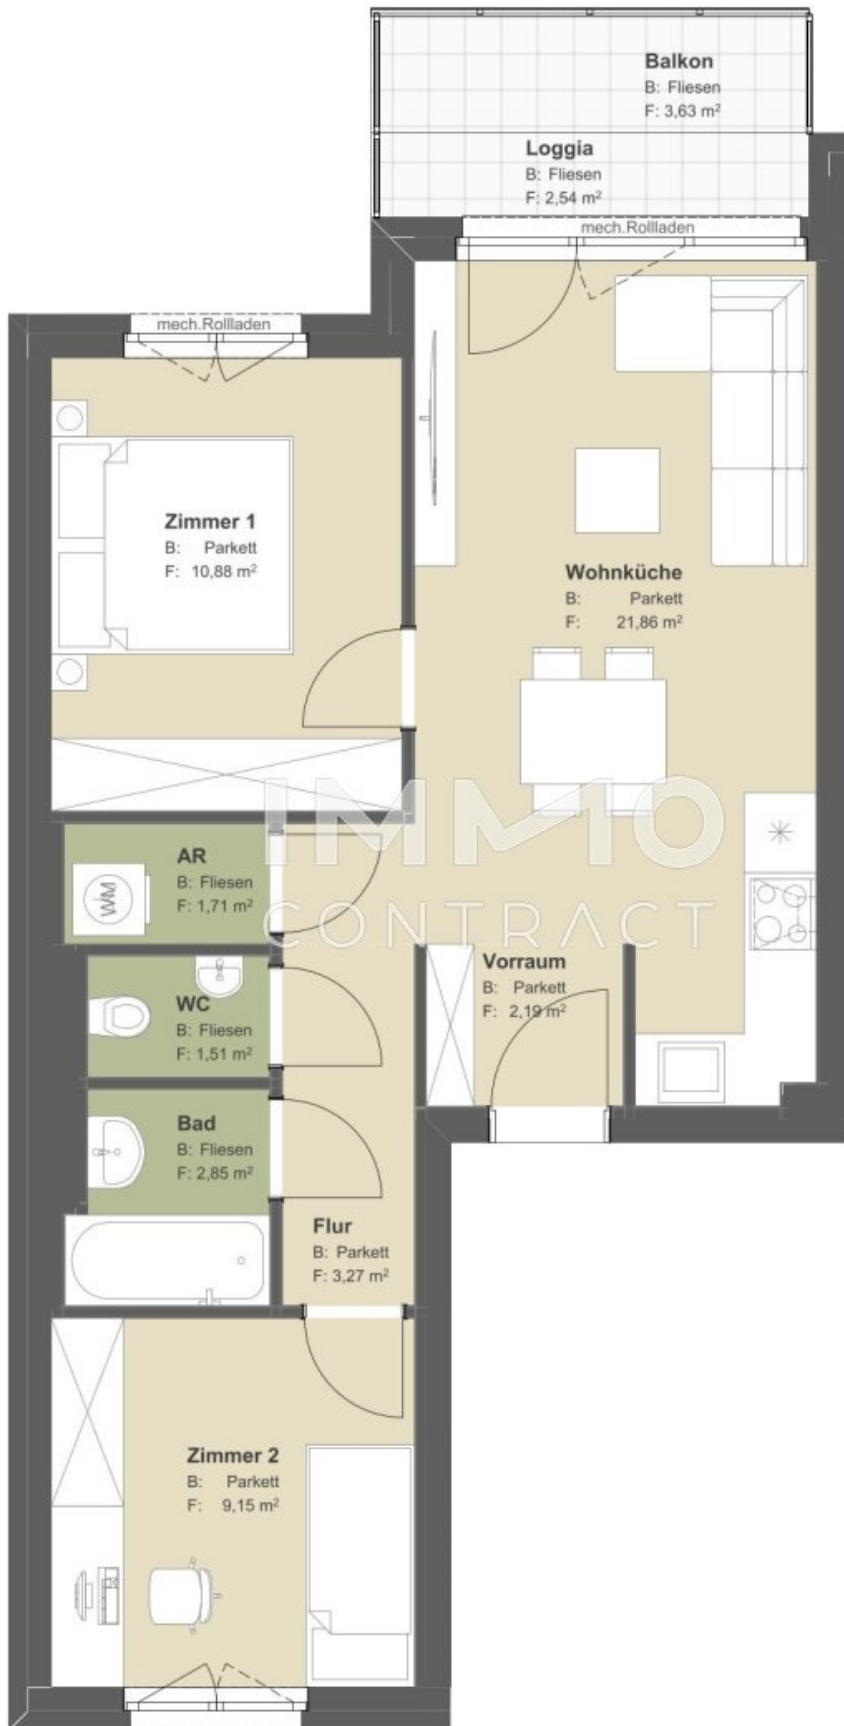 Balkon
B: Fliesen
F: 3,63 m²
Loggia
B: Fliesen
F: 2,54 m²
mech.Rollladen
mech.Rollladen
Zimmer 1
B: Parkett
F: 10,88 m²
Wohnküche
B: Parkett
F: 21,86 m²
IMMO
CONTRACT
AR
B: Fliesen
F: 1,71 m²
WM
Vorraum
B: Parkett
F: 2,19 m²
WC
B: Fliesen
F: 1,51 m²
Bad
B: Fliesen
F: 2,85 m²
Flur
B: Parkett
F: 3,27 m²
Zimmer 2
B: Parkett
F: 9,15 m²